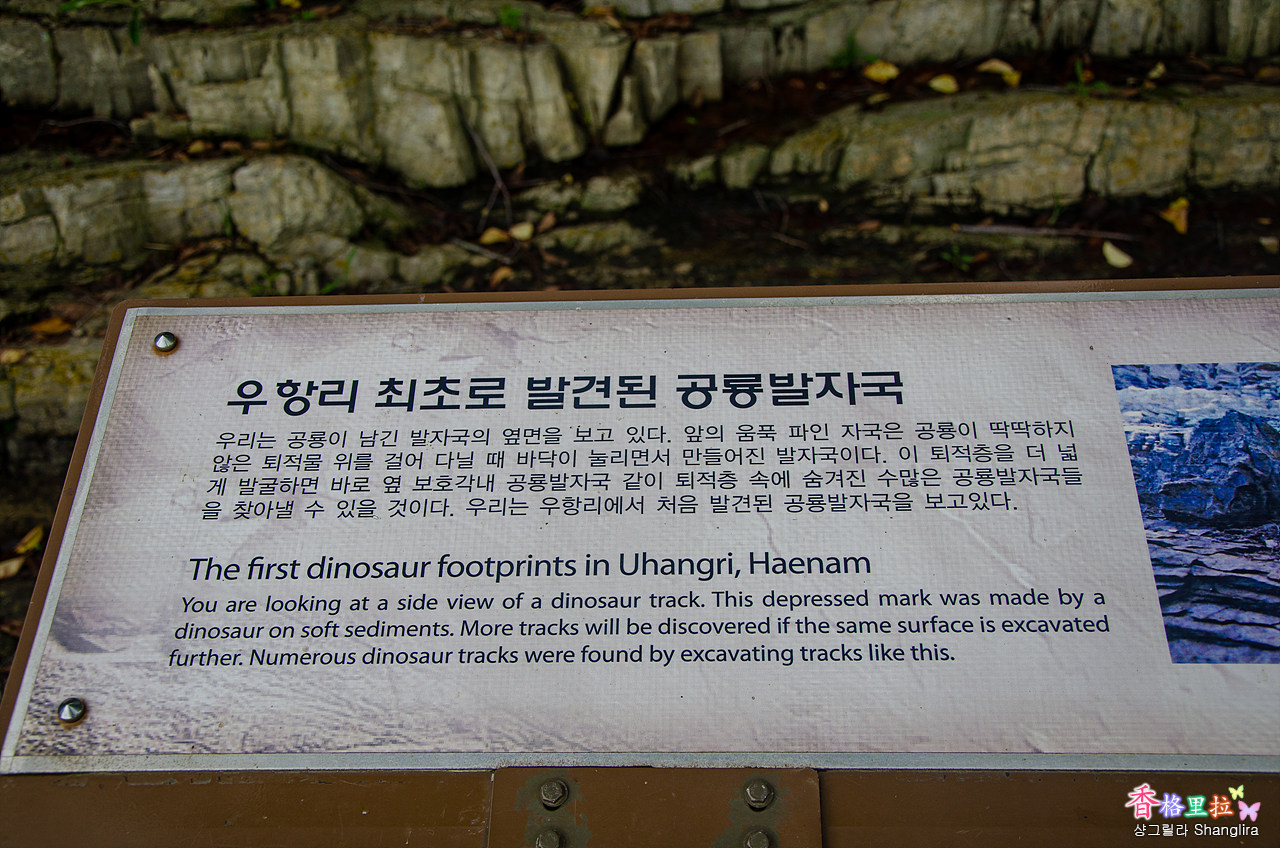 우항리 최초로 발견된 공룡발자국
우리는 공룡이 남긴 발자국의 옆면을 보고 있다. 앞의 움푹 파인 자국은 공룡이 딱딱하지
않은 퇴적물 위를 걸어 다닐 때 바닥이 눌리면서 만들어진 발자국이다. 이 퇴적층을 더 넓
게 발굴하면 바로 옆 보호각내 공룡발자국 같이 퇴적층 속에 숨겨진 수많은 공룡발자국들
을 찾아낼 수 있을 것이다. 우리는 우항리에서 처음 발견된 공룡발자국을 보고있다.
The first dinosaur footprints in Uhangri, Haenam
You are looking at a side view of a dinosaur track. This depressed mark was made by a
dinosaur on soft sediments. More tracks will be discovered if the same surface is excavated
further. Numerous dinosaur tracks were found by excavating tracks like this.
香格里拉
샹그릴라 Shanglira